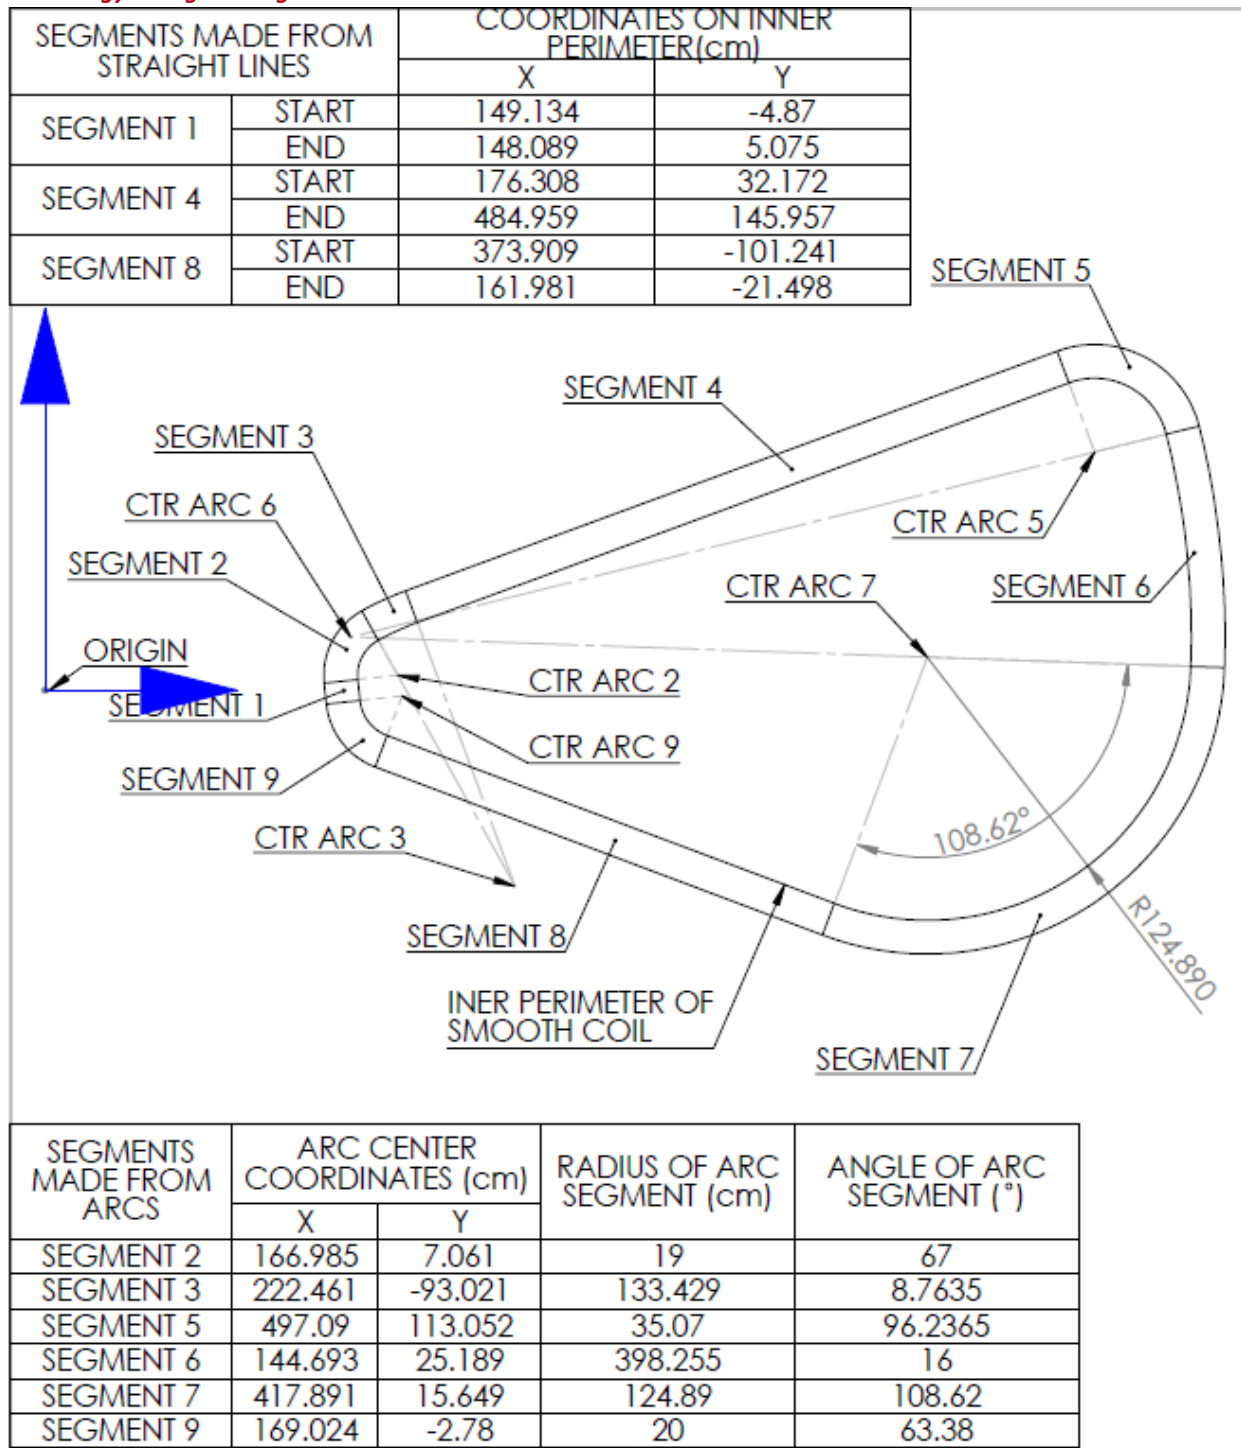 SEGMENTS MADE FROM
STRAIGHT LINES
COORDINATES ON INNER
PERIMETER(cm)
X Y
SEGMENT 1 START 149.134 -4.87
END 148.089 5.075
SEGMENT 4 START 176.308 32.172
END 484.959 145.957
SEGMENT 8 START 373.909 -101.241
END 161.981 -21.498
SEGMENT 5
SEGMENT 4
SEGMENT 3
CTR ARC 6
CTR ARC 5
SEGMENT 2
CTR ARC 7
SEGMENT 6
ORIGIN
CTR ARC 2
SEGMENT 1
CTR ARC 9
SEGMENT 9
CTR ARC 3
108.62°
SEGMENT 8
R124.890
INER PERIMETER OF
SMOOTH COIL
SEGMENT 7
SEGMENTS
MADE FROM
ARCS
ARC CENTER
COORDINATES (cm)
X Y
RADIUS OF ARC
SEGMENT (cm)
ANGLE OF ARC
SEGMENT (°)
SEGMENT 2 166.985 7.061 19 67
SEGMENT 3 222.461 -93.021 133.429 8.7635
SEGMENT 5 497.09 113.052 35.07 96.2365
SEGMENT 6 144.693 25.189 398.255 16
SEGMENT 7 417.891 15.649 124.89 108.62
SEGMENT 9 169.024 -2.78 20 63.38